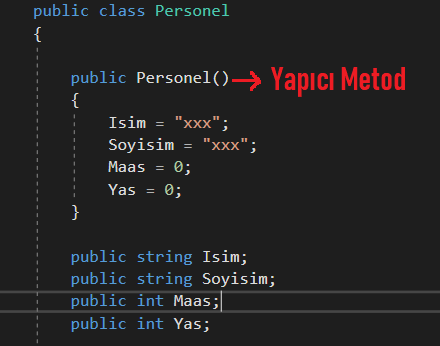 public class Personel
{
public Personel() Yapıcı Metod
{
Isim = "xxx";
Soyisim = "xxx";
Maas = 0;
Yas = 0;
}
public string Isim;
public string Soyisim;
public int Maas;
public int Yas;